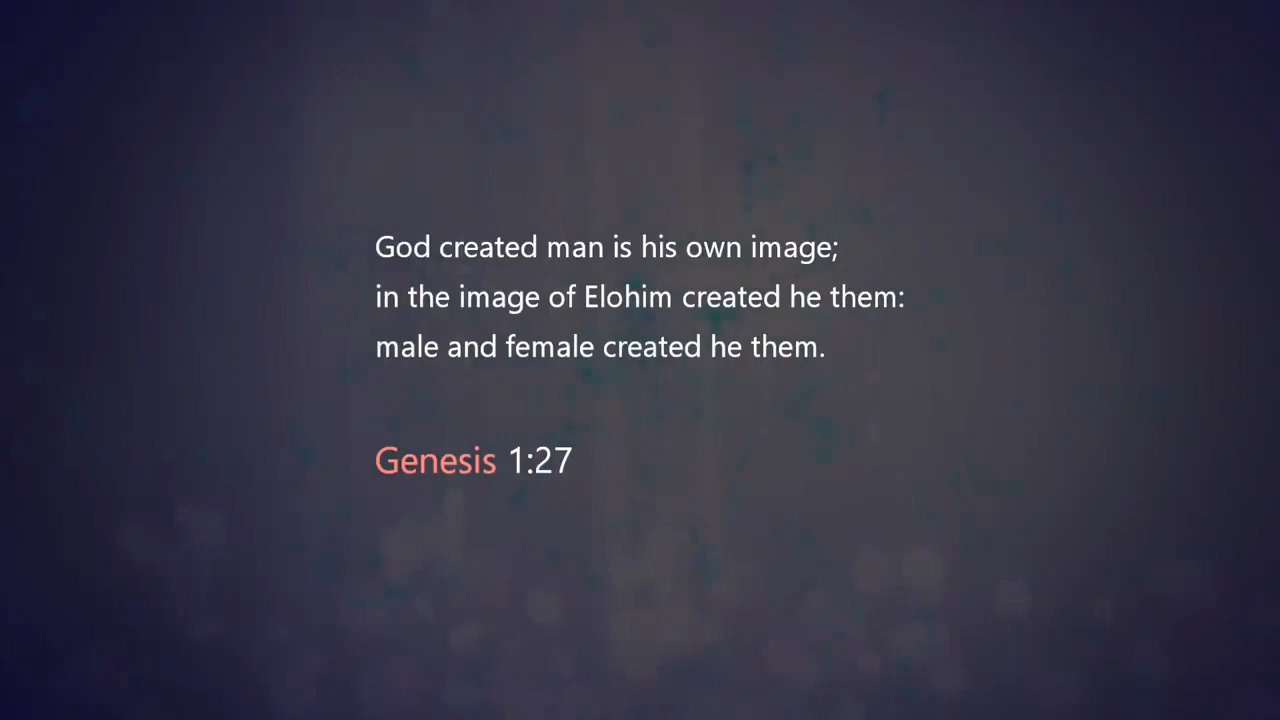 God created man is his own image;
in the image of Elohim created he them:
male and female created he them.
Genesis 1:27